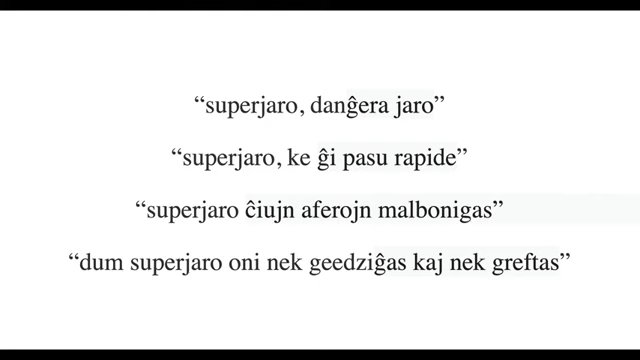 “superjaro, danĝera jaro”
“superjaro, ke ĝi pasu rapide”
“superjaro ĉiujn aferojn malbonigas”
“dum superjaro oni nek geedziĝas kaj nek greftas”